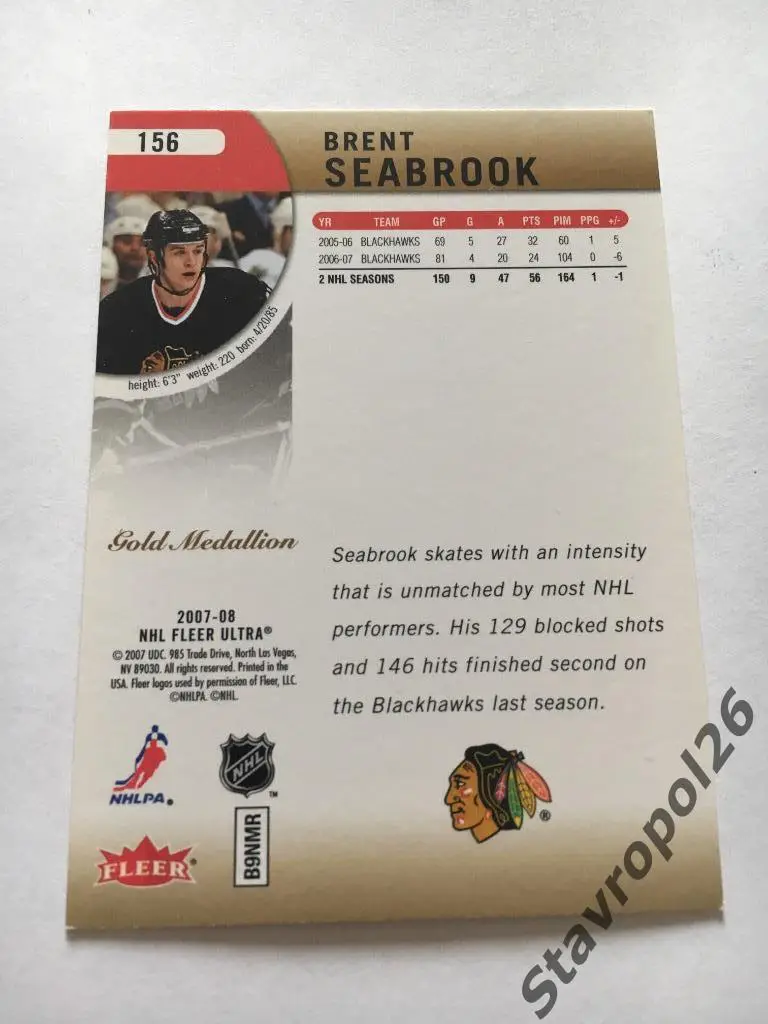 156
BRENT
SEABROOK
YR TEAM GP G A PTS PIM PPG +/-
2005-06 BLACKHAWKS 69 5 27 32 60 1 5
2006-07 BLACKHAWKS 81 4 20 24 104 0 -6
2 NHL SEASONS 150 9 47 56 164 1 -1
height: 6'3" weight: 220 born: 4/20/85
Gold Medallion
2007-08
NHL FLEER ULTRA®
© 2007 UDC. 985 Trade Drive, North Las Vegas,
NV 89030. All rights reserved. Printed in the
USA. Fleer logos used by permission of Fleer, LLC.
©NHLPA. ©NHL.
Seabrook skates with an intensity
that is unmatched by most NHL
performers. His 129 blocked shots
and 146 hits finished second on
the Blackhawks last season.
NHLPA.®
NHL™
B9NMR
FLEER®
®
Stavropol26